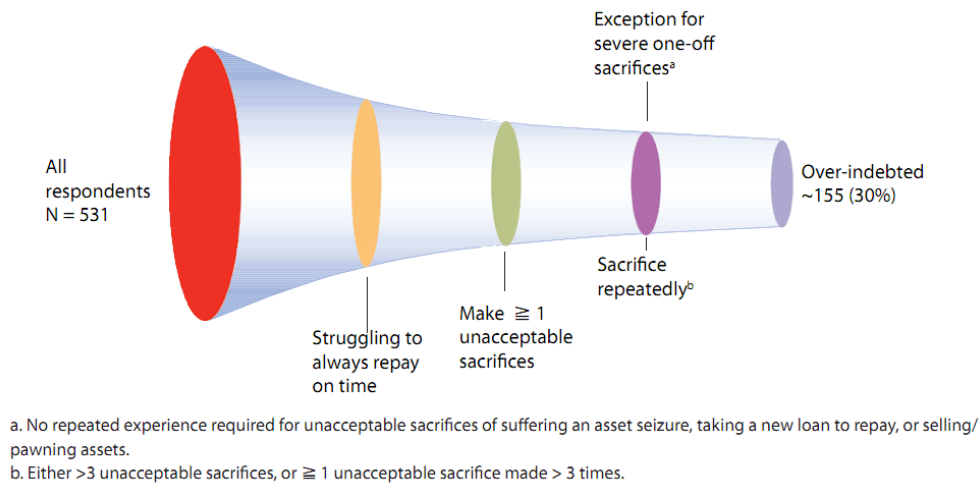 Exception for
severe one-off
sacrificesᵃ
All
respondents
N = 531
Over-indebted
~155 (30%)
Sacrifice
repeatedlyᵇ
Make ≧ 1
unacceptable
sacrifices
Struggling to
always repay
on time
a. No repeated experience required for unacceptable sacrifices of suffering an asset seizure, taking a new loan to repay, or selling/
pawning assets.
b. Either >3 unacceptable sacrifices, or ≧ 1 unacceptable sacrifice made > 3 times.